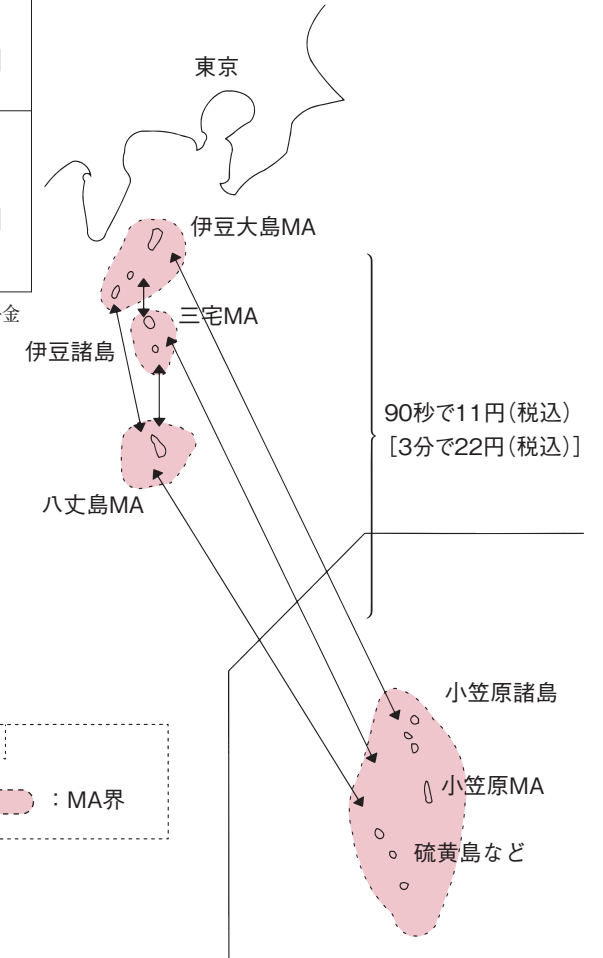 東京
伊豆大島MA
金
三宅MA
伊豆諸島
90秒で11円（税込）
［3分で22円（税込）］
八丈島MA
小笠原諸島
小笠原MA
：MA界
硫黄島など